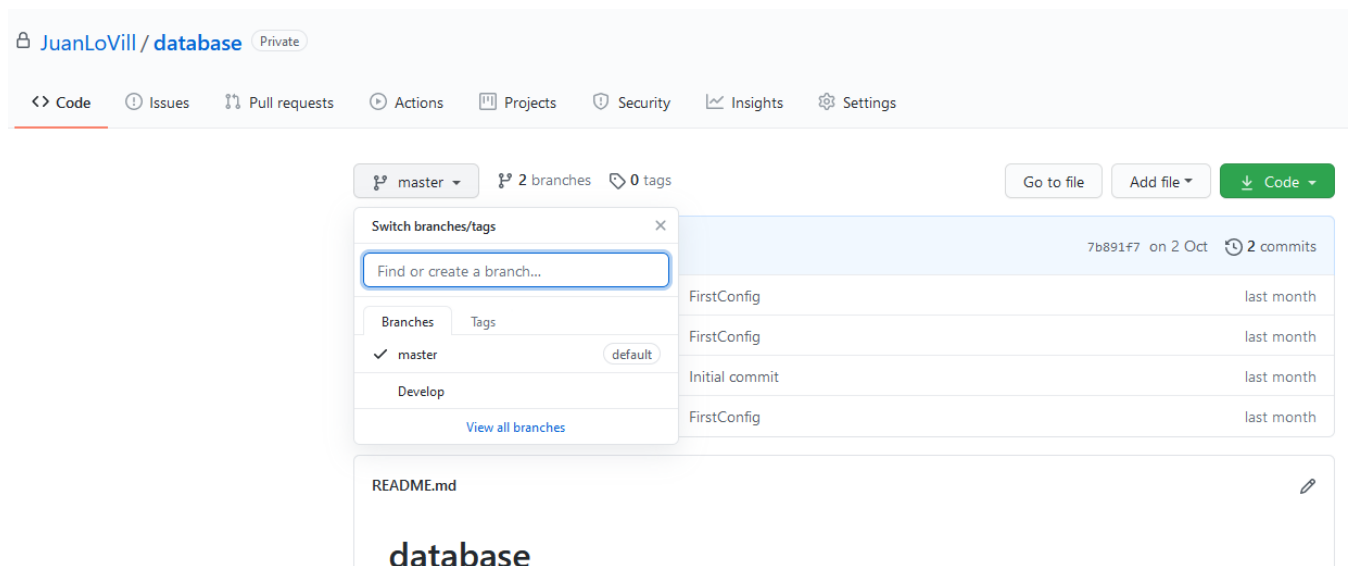 JuanLoVill / database Private
Code Issues Pull requests Actions Projects Security Insights Settings
master 2 branches 0 tags Go to file Add file Code
Switch branches/tags
7b891f7 on 2 Oct 2 commits
Find or create a branch...
FirstConfig last month
Branches Tags
FirstConfig last month
master default
Initial commit last month
Develop
FirstConfig last month
View all branches
README.md
database